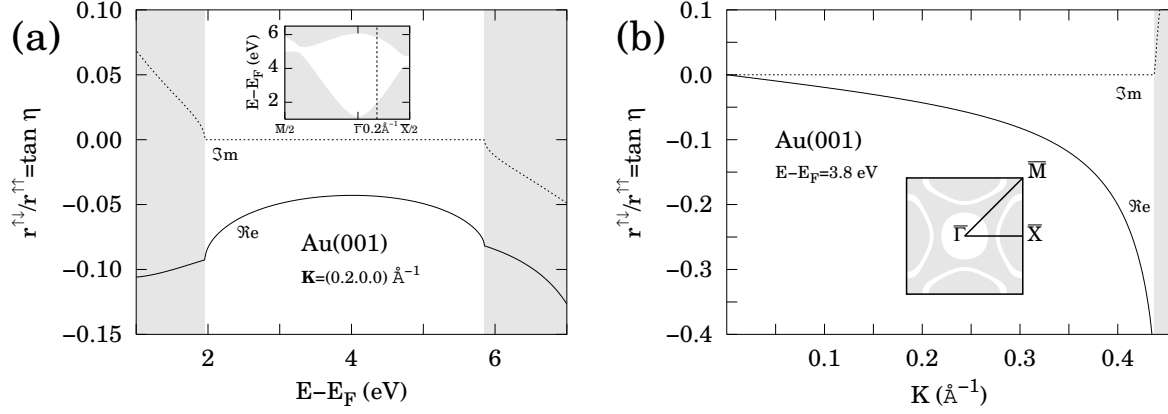 (a)
0.10
0.05
0.00
−0.05
−0.10
−0.15
r↑↓/r↑↑=tan η
6
4
2
E−E_F (eV)
M̅/2
Γ̅
0.2Å⁻¹
X̅/2
ℑm
ℜe
Au(001)
K=(0.2.0.0) Å⁻¹
2
4
6
E−E_F (eV)
(b)
0.1
0.0
−0.1
−0.2
−0.3
−0.4
r↑↓/r↑↑=tan η
ℑm
Au(001)
E−E_F=3.8 eV
M̅
ℜe
Γ̅
X̅
0.1
0.2
0.3
0.4
K (Å⁻¹)